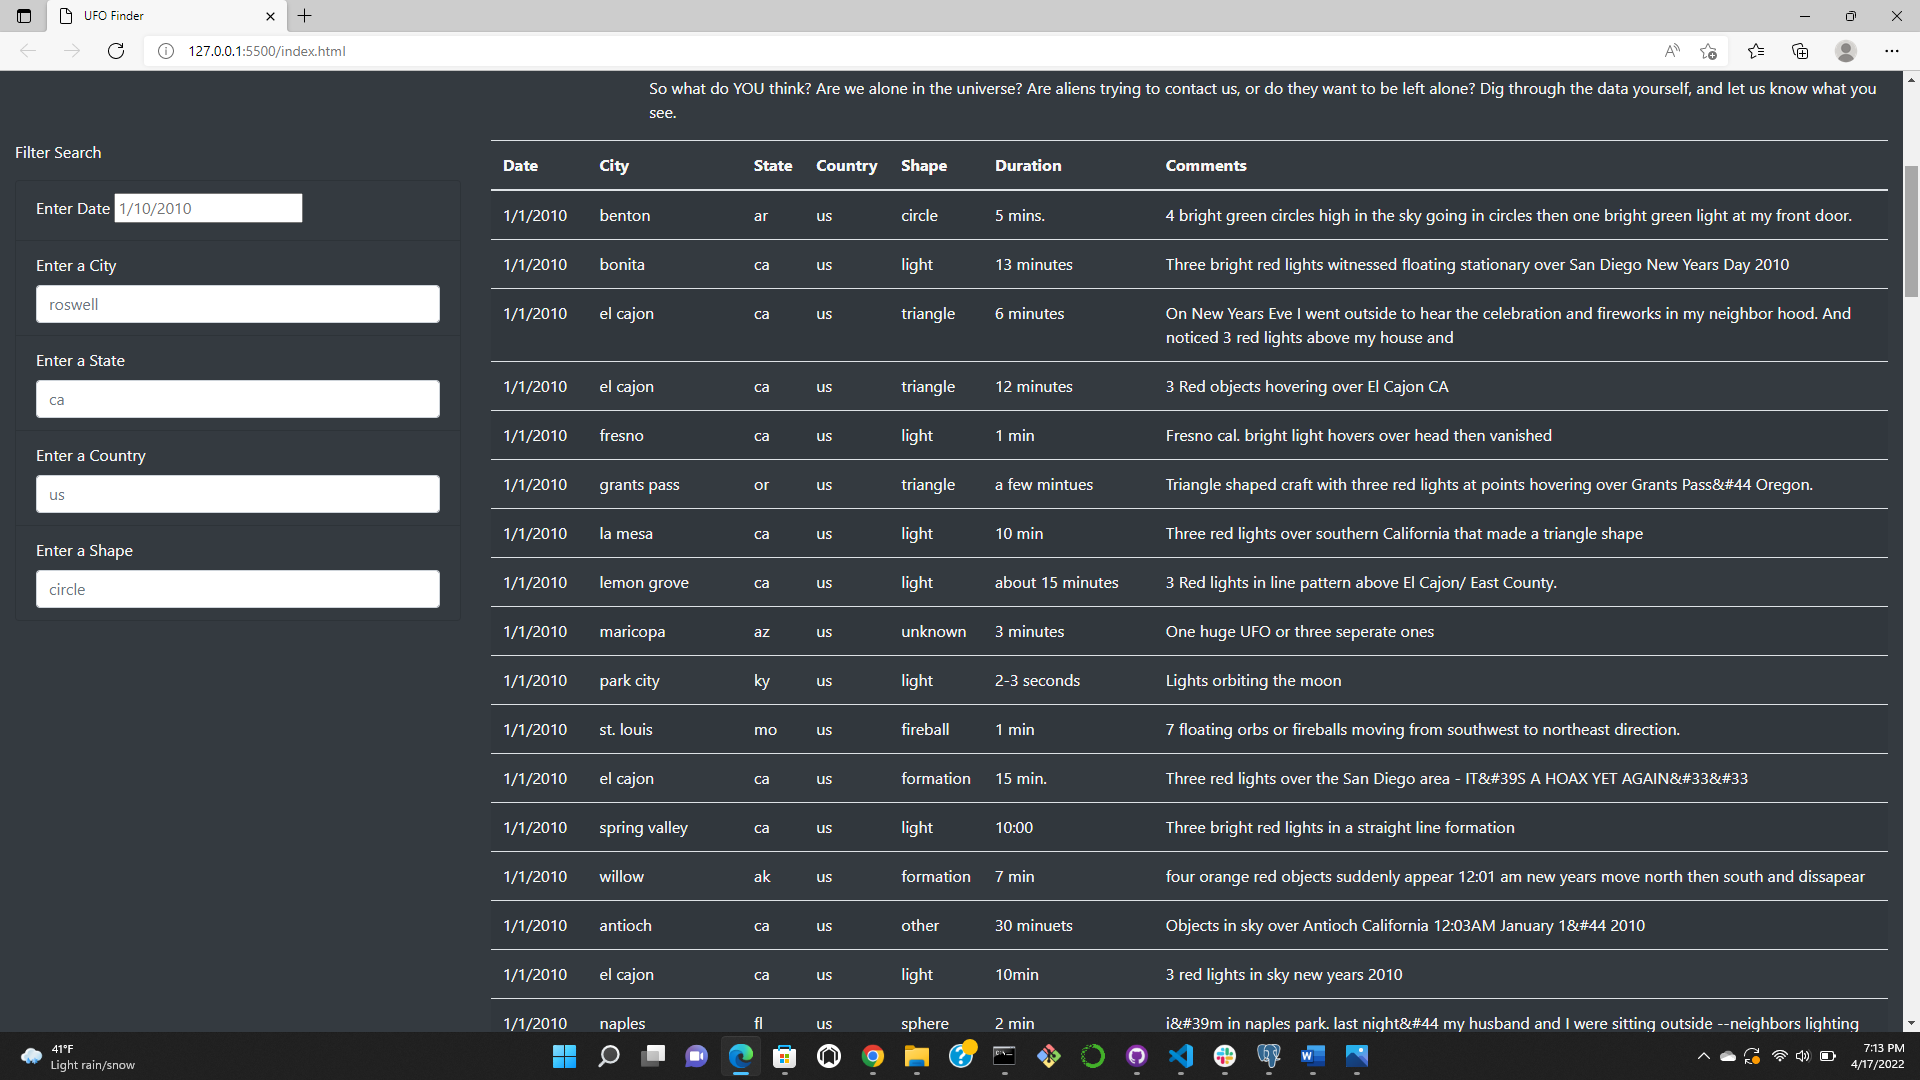 UFO Finder
127.0.0.1:5500/index.html
So what do YOU think? Are we alone in the universe? Are aliens trying to contact us, or do they want to be left alone? Dig through the data yourself, and let us know what you
see.
Filter Search
Enter Date 1/10/2010
Enter a City
roswell
Enter a State
ca
Enter a Country
us
Enter a Shape
circle
Date City State Country Shape Duration Comments
1/1/2010 benton ar us circle 5 mins. 4 bright green circles high in the sky going in circles then one bright green light at my front door.
1/1/2010 bonita ca us light 13 minutes Three bright red lights witnessed floating stationary over San Diego New Years Day 2010
1/1/2010 el cajon ca us triangle 6 minutes On New Years Eve I went outside to hear the celebration and fireworks in my neighbor hood. And
noticed 3 red lights above my house and
1/1/2010 el cajon ca us triangle 12 minutes 3 Red objects hovering over El Cajon CA
1/1/2010 fresno ca us light 1 min Fresno cal. bright light hovers over head then vanished
1/1/2010 grants pass or us triangle a few mintues Triangle shaped craft with three red lights at points hovering over Grants Pass&#44 Oregon.
1/1/2010 la mesa ca us light 10 min Three red lights over southern California that made a triangle shape
1/1/2010 lemon grove ca us light about 15 minutes 3 Red lights in line pattern above El Cajon/ East County.
1/1/2010 maricopa az us unknown 3 minutes One huge UFO or three seperate ones
1/1/2010 park city ky us light 2-3 seconds Lights orbiting the moon
1/1/2010 st. louis mo us fireball 1 min 7 floating orbs or fireballs moving from southwest to northeast direction.
1/1/2010 el cajon ca us formation 15 min. Three red lights over the San Diego area - IT&#39S A HOAX YET AGAIN&#33&#33
1/1/2010 spring valley ca us light 10:00 Three bright red lights in a straight line formation
1/1/2010 willow ak us formation 7 min four orange red objects suddenly appear 12:01 am new years move north then south and dissapear
1/1/2010 antioch ca us other 30 minuets Objects in sky over Antioch California 12:03AM January 1&#44 2010
1/1/2010 el cajon ca us light 10min 3 red lights in sky new years 2010
1/1/2010 naples fl us sphere 2 min i&#39m in naples park. last night&#44 my husband and I were sitting outside --neighbors lighting
41°F
Light rain/snow
7:13 PM
4/17/2022